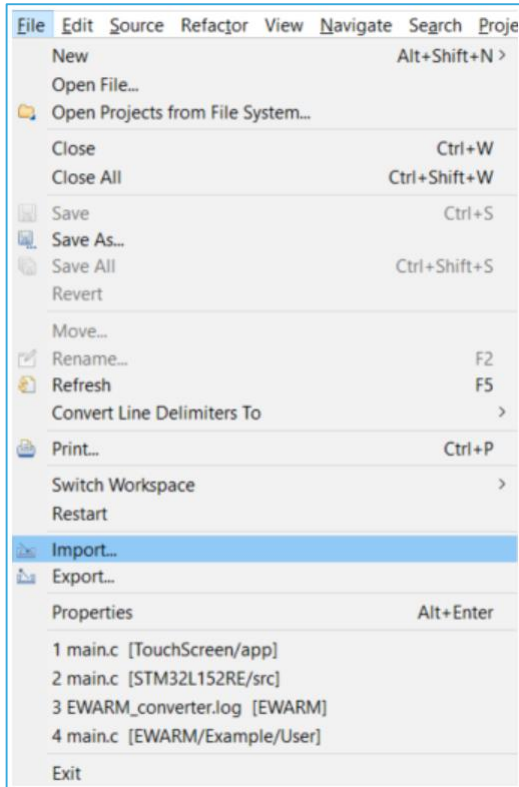 File Edit Source Refactor View Navigate Search Proje
New Alt+Shift+N >
Open File...
Open Projects from File System...
Close Ctrl+W
Close All Ctrl+Shift+W
Save Ctrl+S
Save As...
Save All Ctrl+Shift+S
Revert
Move...
Rename... F2
Refresh F5
Convert Line Delimiters To >
Print... Ctrl+P
Switch Workspace >
Restart
Import...
Export...
Properties Alt+Enter
1 main.c [TouchScreen/app]
2 main.c [STM32L152RE/src]
3 EWARM_converter.log [EWARM]
4 main.c [EWARM/Example/User]
Exit